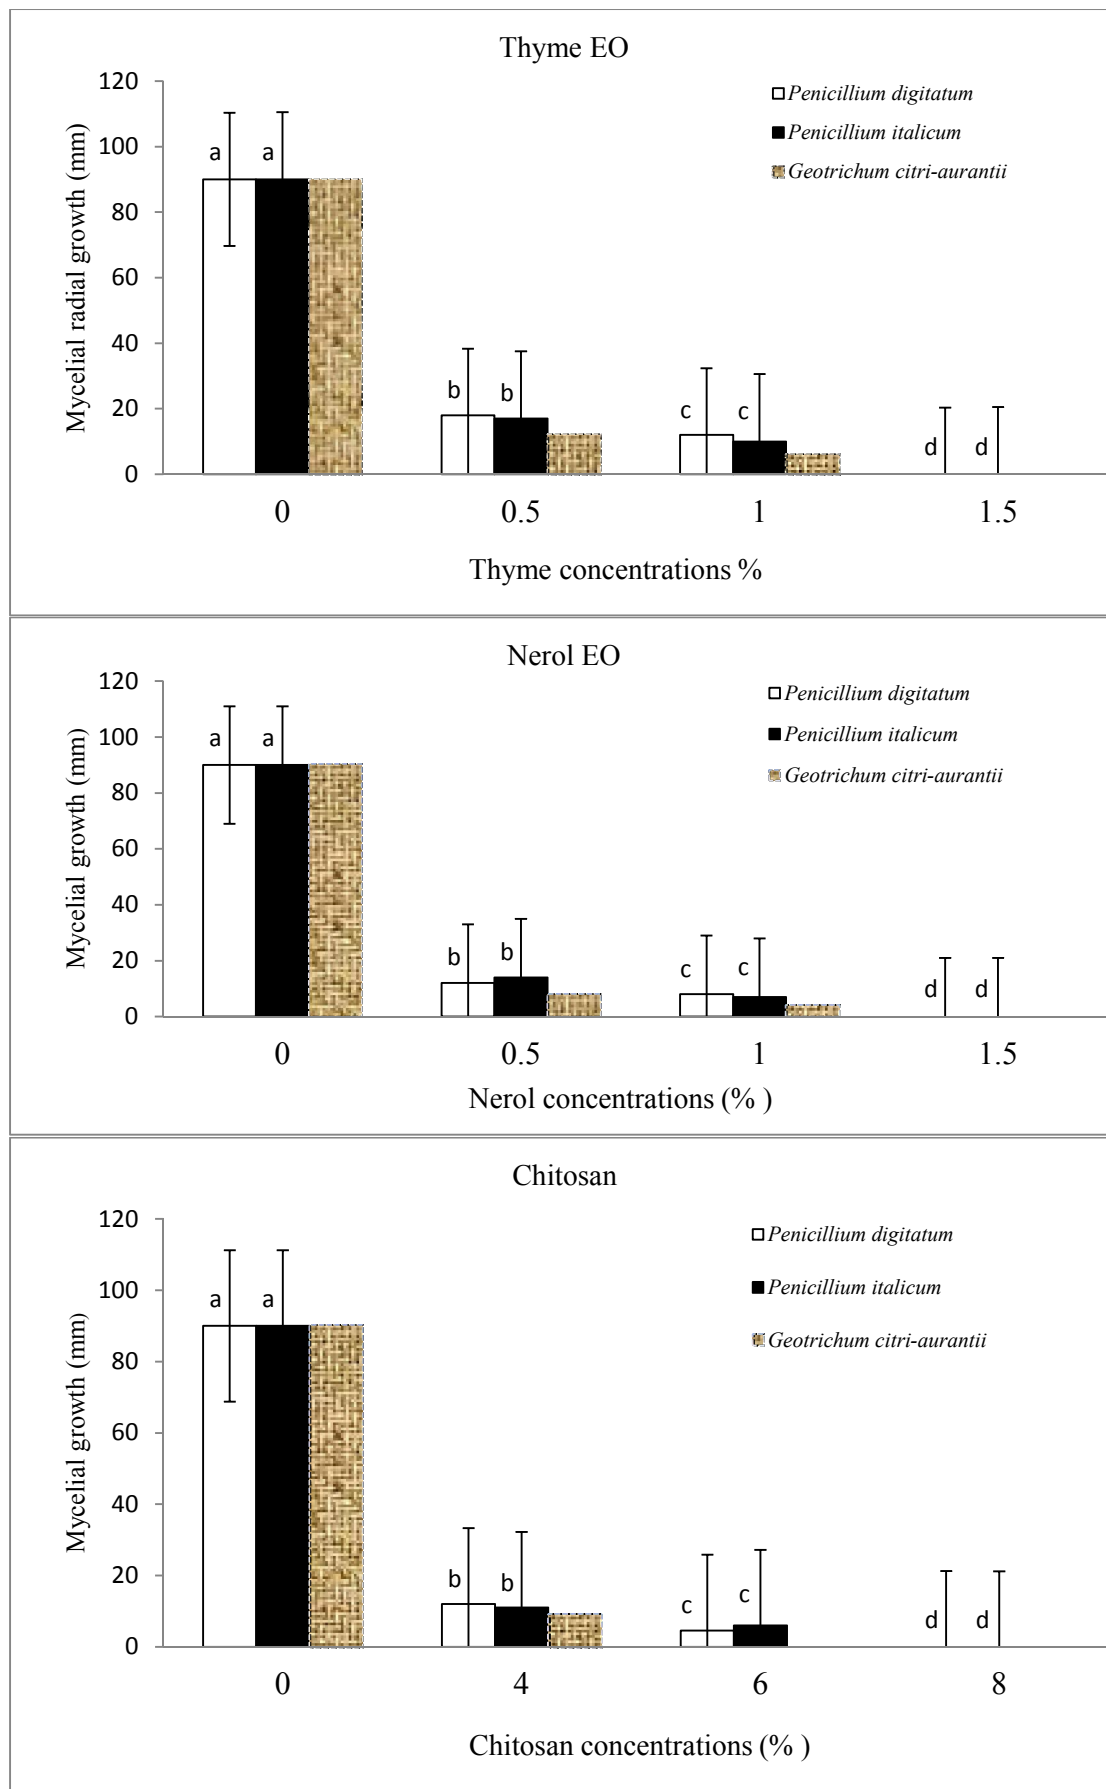 Thyme EO
120
100
80
60
40
20
0
Mycelial radial growth (mm)
Penicillium digitatum
Penicillium italicum
Geotrichum citri-aurantii
a a
b b
c c
d d
0 0.5 1 1.5
Thyme concentrations %
Nerol EO
120
100
80
60
40
20
0
Mycelial growth (mm)
Penicillium digitatum
Penicillium italicum
Geotrichum citri-aurantii
a a
b b
c c
d d
0 0.5 1 1.5
Nerol concentrations (% )
Chitosan
120
100
80
60
40
20
0
Mycelial growth (mm)
Penicillium digitatum
Penicillium italicum
Geotrichum citri-aurantii
a a
b b
c c
d d
0 4 6 8
Chitosan concentrations (% )